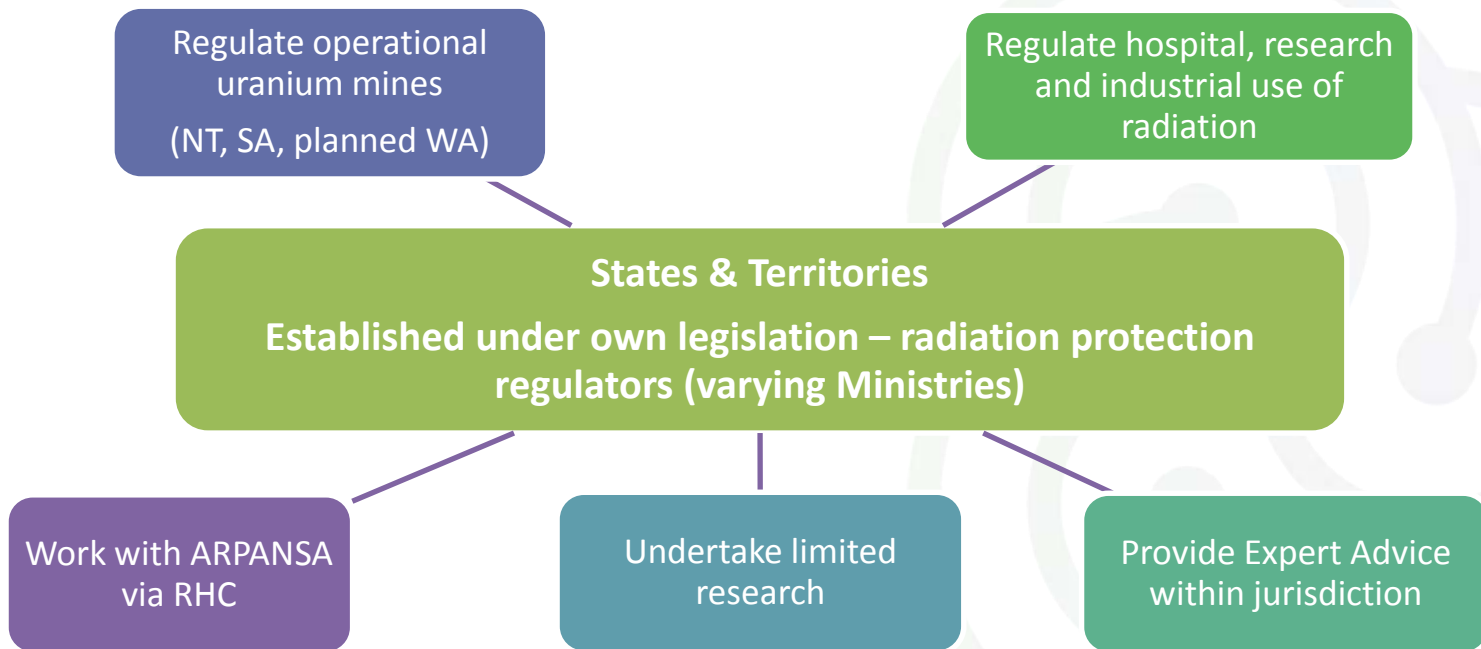 Regulate operational
uranium mines
(NT, SA, planned WA)
Regulate hospital, research
and industrial use of
radiation
States & Territories
Established under own legislation – radiation protection
regulators (varying Ministries)
Work with ARPANSA
via RHC
Undertake limited
research
Provide Expert Advice
within jurisdiction